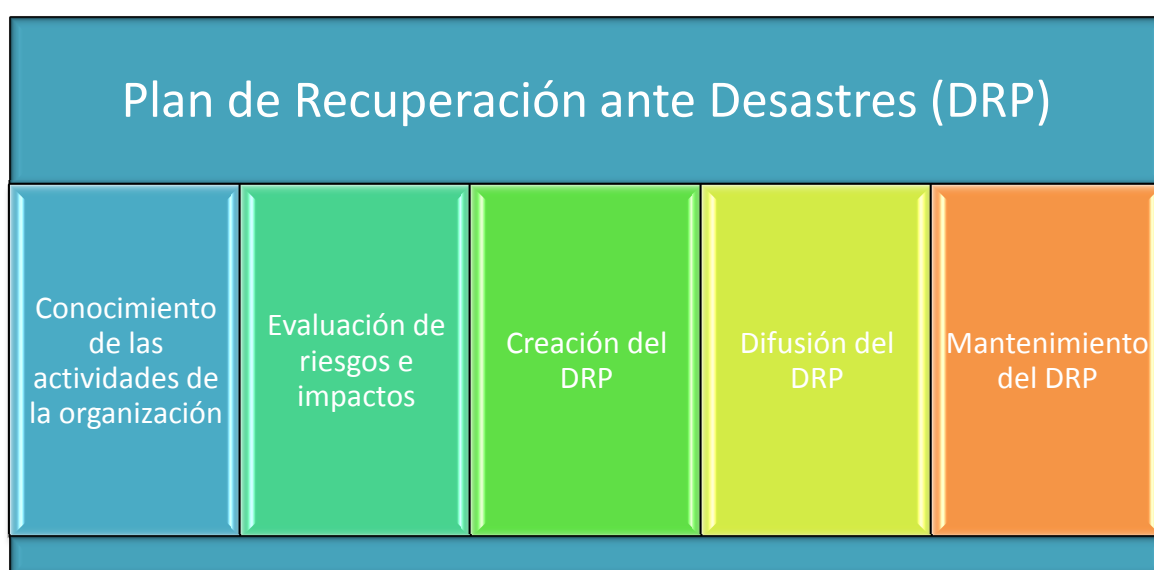 Plan de Recuperación ante Desastres (DRP)
Conocimiento
de las
actividades de
la organización
Evaluación de
riesgos e
impactos
Creación del
DRP
Difusión del
DRP
Mantenimiento
del DRP